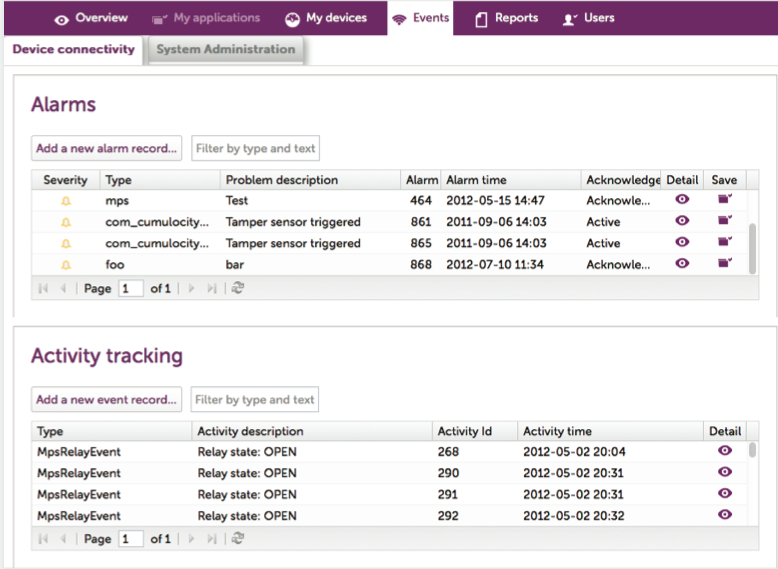 Overview My applications My devices Events Reports Users
Device connectivity System Administration
Alarms
Add a new alarm record... Filter by type and text
Severity Type Problem description Alarm Alarm time Acknowledge Detail Save
mps Test 464 2012-05-15 14:47 Acknowle...
com_cumulocity... Tamper sensor triggered 861 2011-09-06 14:03 Active
com_cumulocity... Tamper sensor triggered 865 2011-09-06 14:03 Active
foo bar 868 2012-07-10 11:34 Acknowle...
Page 1 of 1
Activity tracking
Add a new event record... Filter by type and text
Type Activity description Activity Id Activity time Detail
MpsRelayEvent Relay state: OPEN 268 2012-05-02 20:04
MpsRelayEvent Relay state: OPEN 290 2012-05-02 20:31
MpsRelayEvent Relay state: OPEN 291 2012-05-02 20:31
MpsRelayEvent Relay state: OPEN 292 2012-05-02 20:32
Page 1 of 1